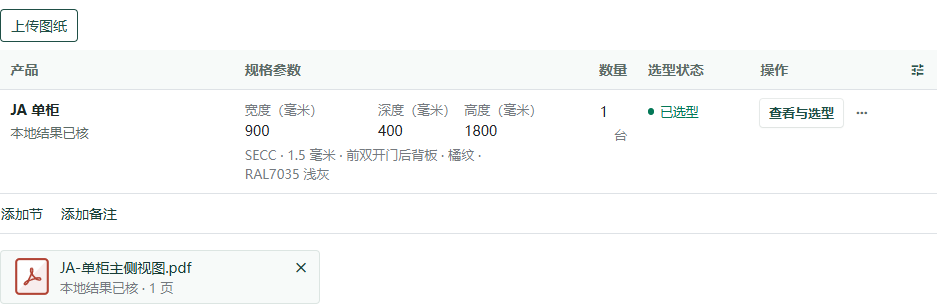 上传图纸
产品 规格参数 数量 选型状态 操作
JA 单柜
本地结果已核
宽度（毫米） 深度（毫米） 高度（毫米）
900 400 1800
SECC · 1.5 毫米 · 前双开门后背板 · 橘纹 ·
RAL7035 浅灰
1
台
已选型
查看与选型
添加节 添加备注
JA-单柜主侧视图.pdf
本地结果已核 · 1 页